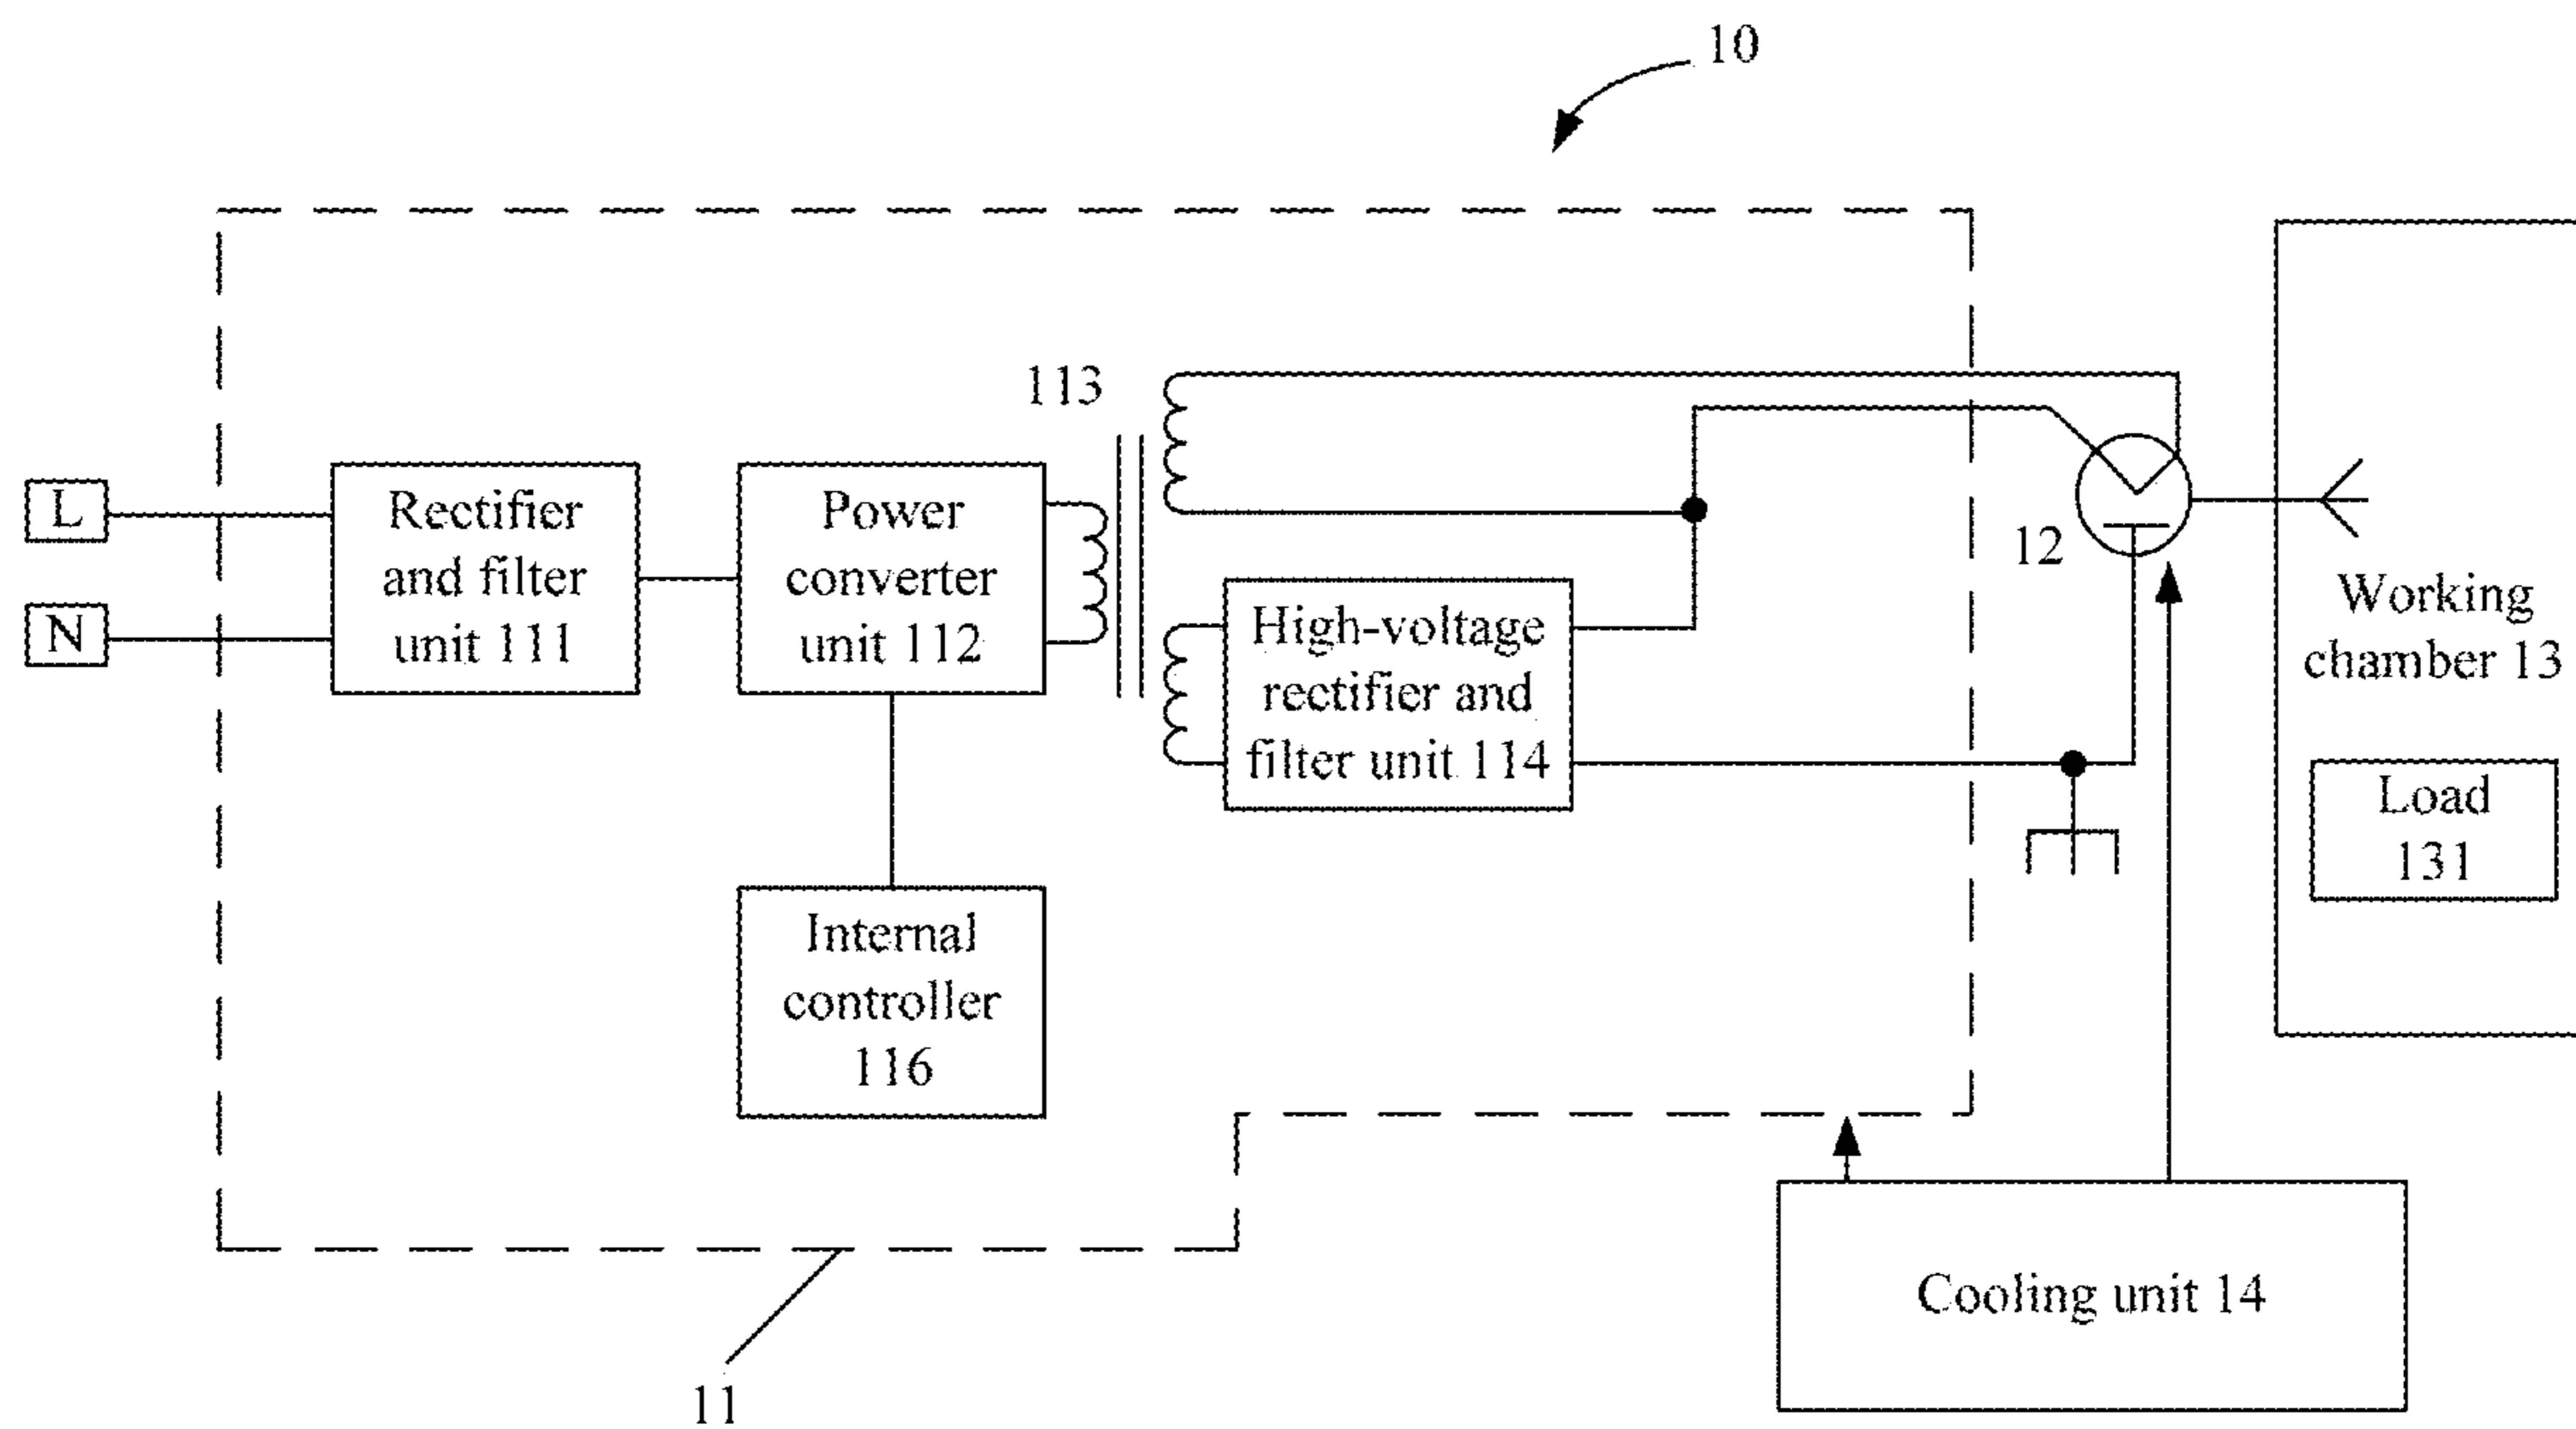 10
113
L
Rectifier
and filter
unit 111
Power
converter
unit 112
N
12
High-voltage
rectifier and
filter unit 114
Working
chamber 13
Load
131
Internal
controller
116
Cooling unit 14
11